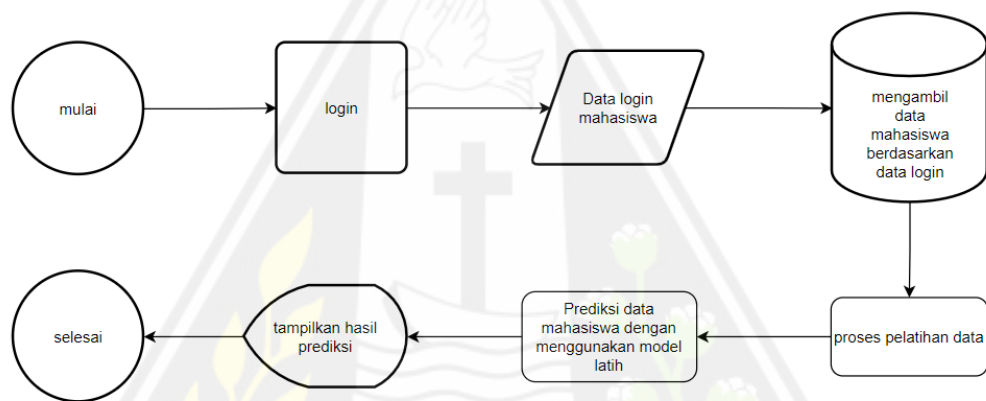 mulai
login
Data login
mahasiswa
mengambil
data
mahasiswa
berdasarkan
data login
proses pelatihan data
Prediksi data
mahasiswa dengan
menggunakan model
latih
tampilkan hasil
prediksi
selesai